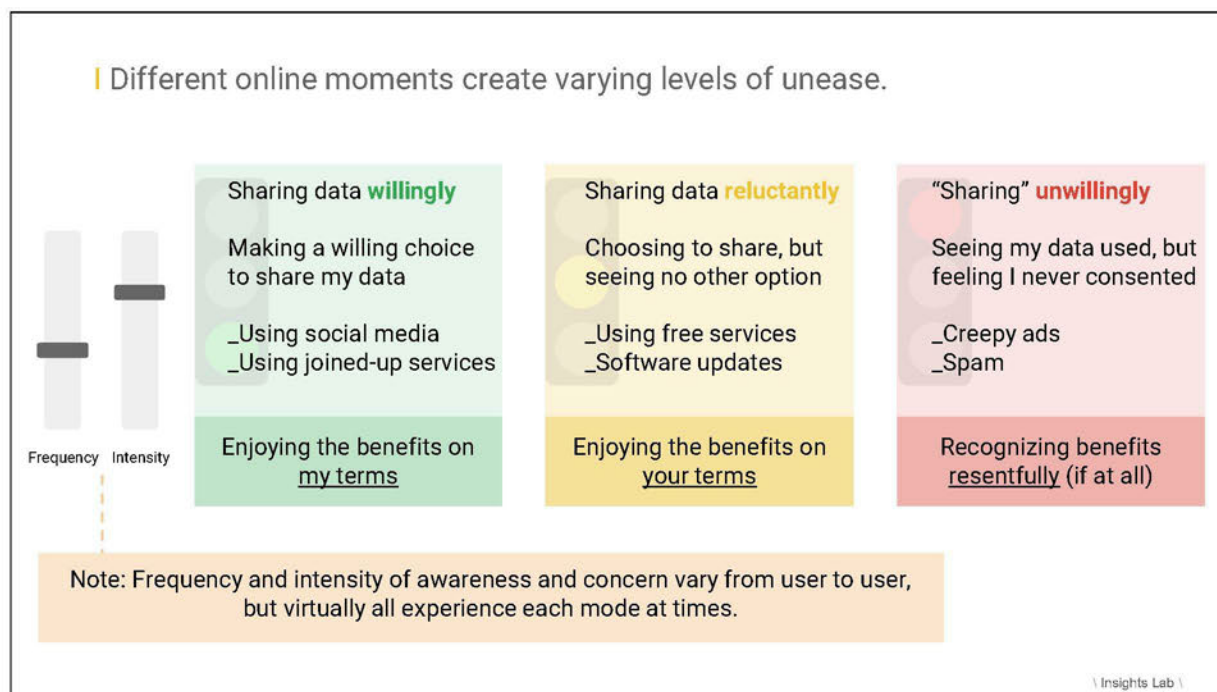 Different online moments create varying levels of unease.
Sharing data willingly
Making a willing choice
to share my data
_Using social media
_Using joined-up services
Enjoying the benefits on
my terms
Sharing data reluctantly
Choosing to share, but
seeing no other option
_Using free services
_Software updates
Enjoying the benefits on
your terms
“Sharing” unwillingly
Seeing my data used, but
feeling I never consented
_Creepy ads
_Spam
Recognizing benefits
resentfully (if at all)
Frequency Intensity
Note: Frequency and intensity of awareness and concern vary from user to user,
but virtually all experience each mode at times.
\ Insights Lab \